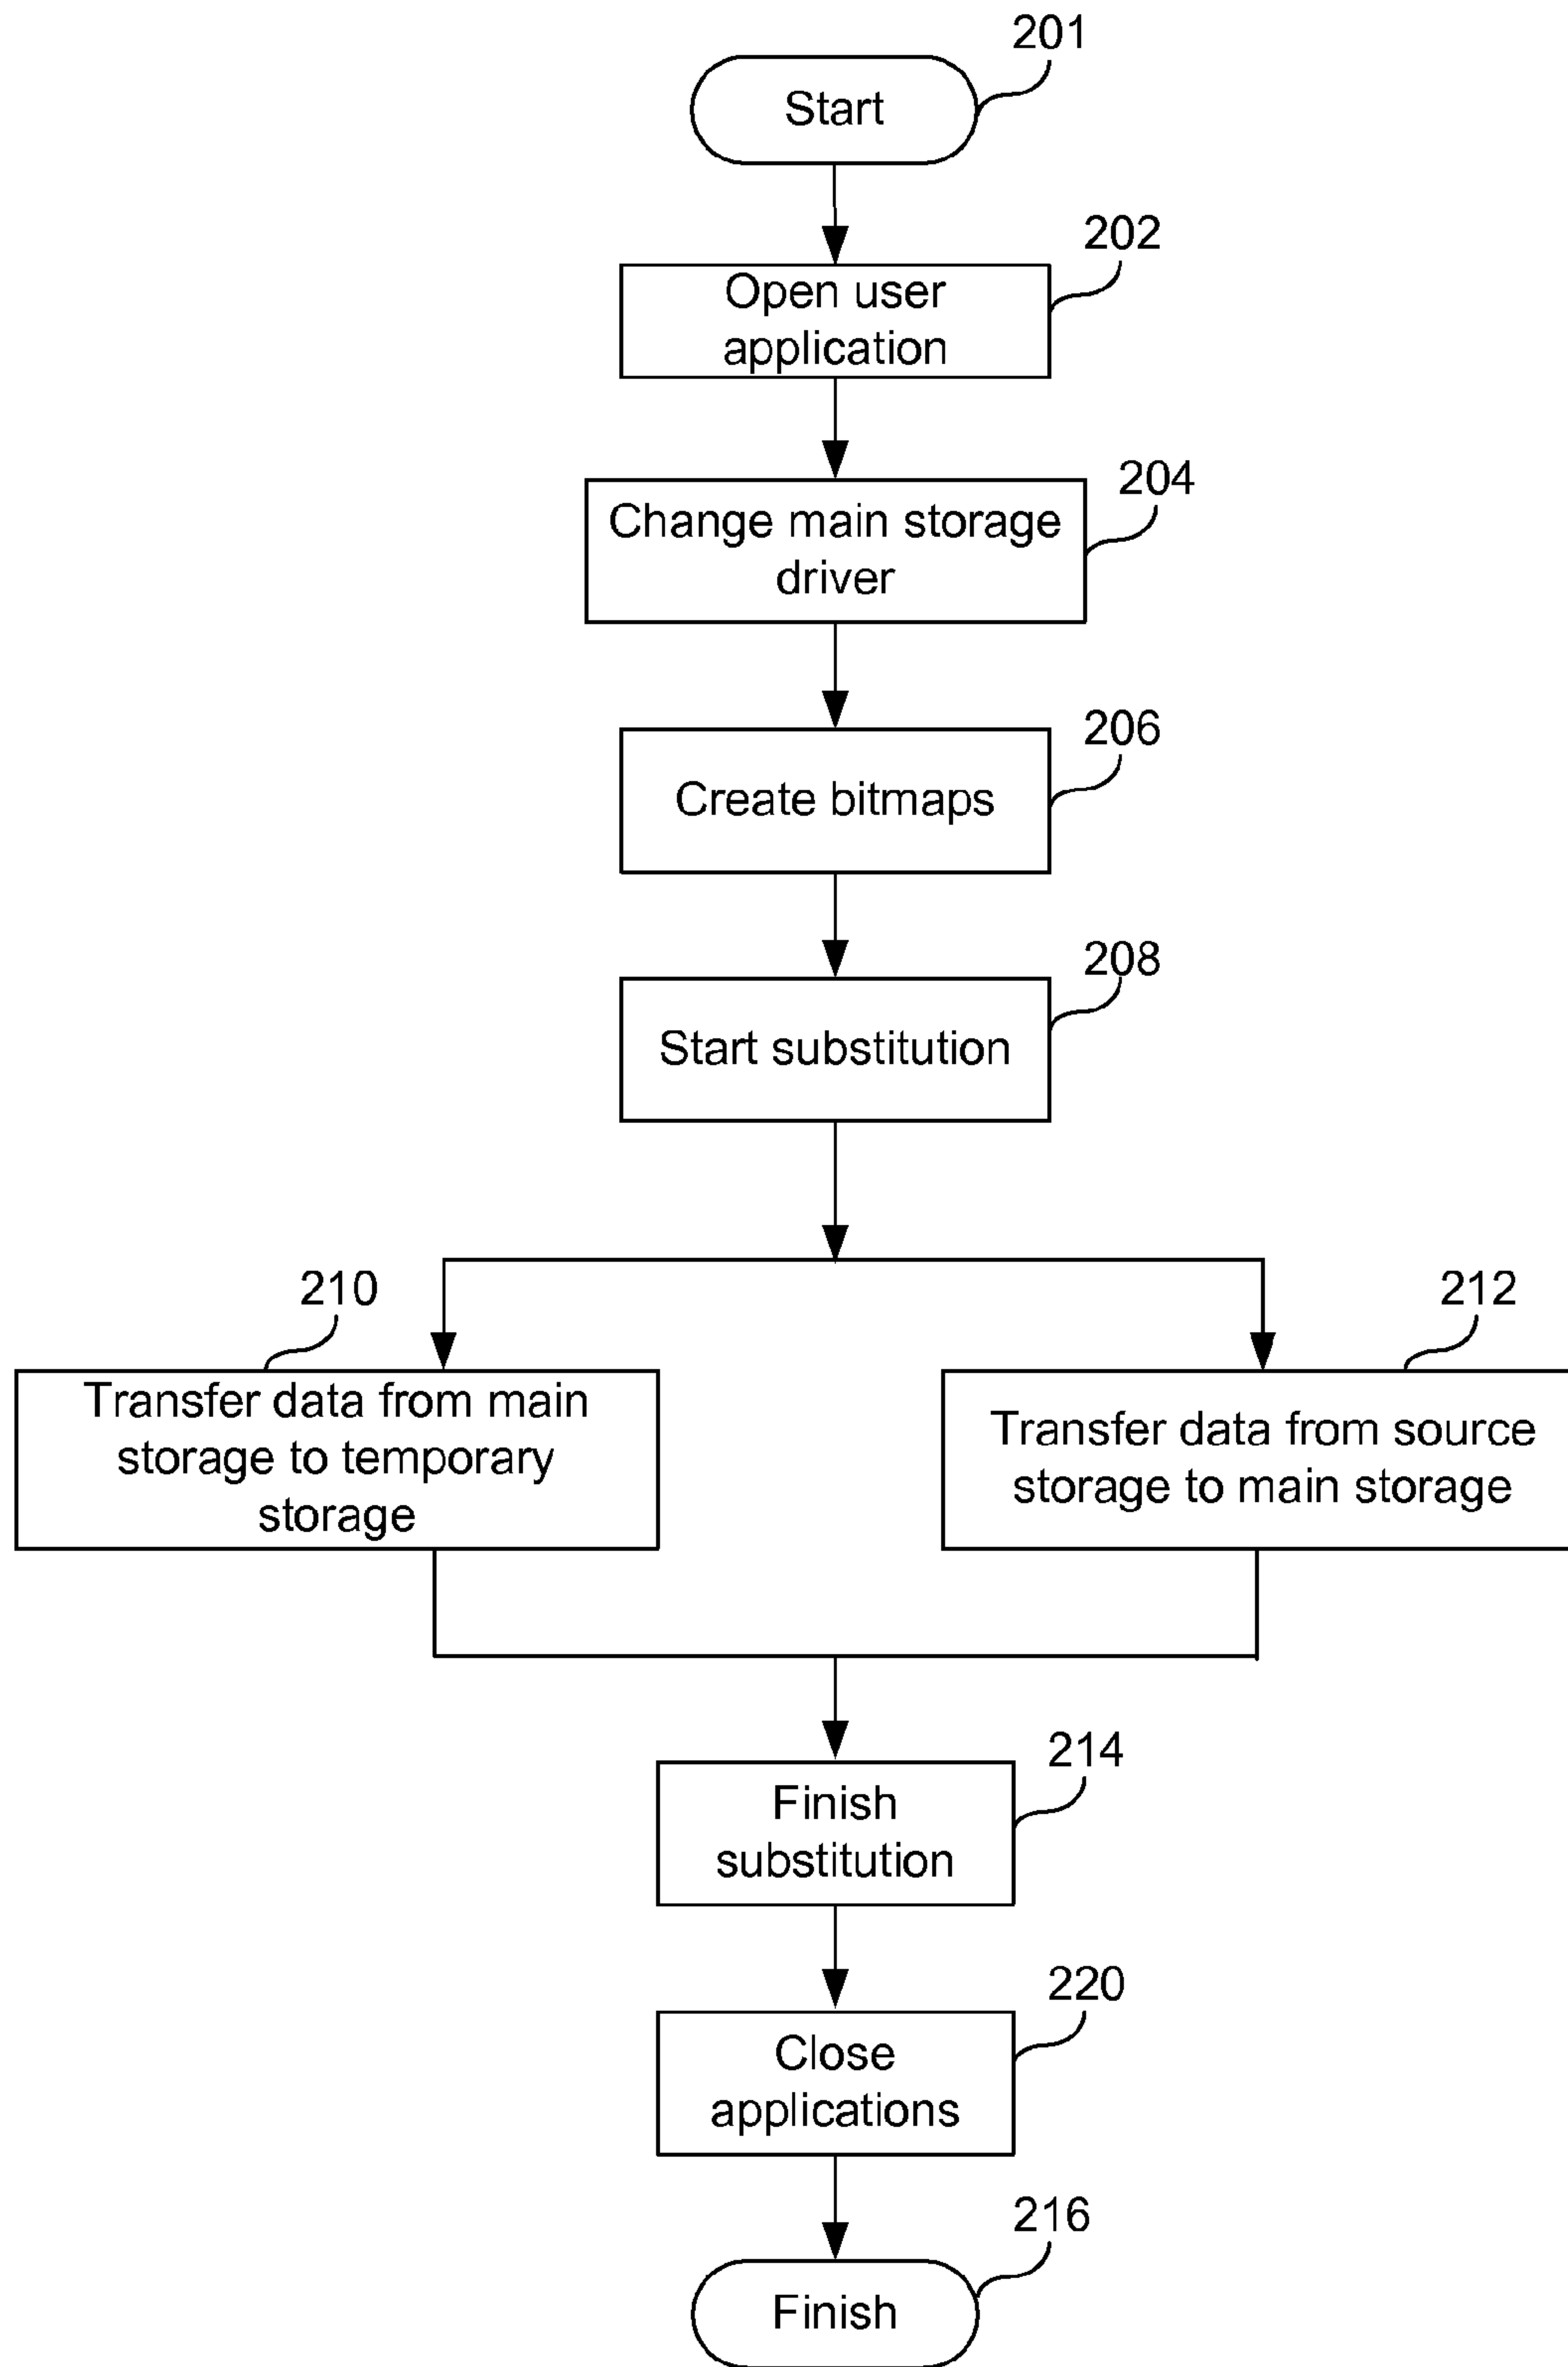 201
Start
202
Open user
application
204
Change main storage
driver
206
Create bitmaps
208
Start substitution
210
Transfer data from main
storage to temporary
storage
212
Transfer data from source
storage to main storage
214
Finish
substitution
220
Close
applications
216
Finish